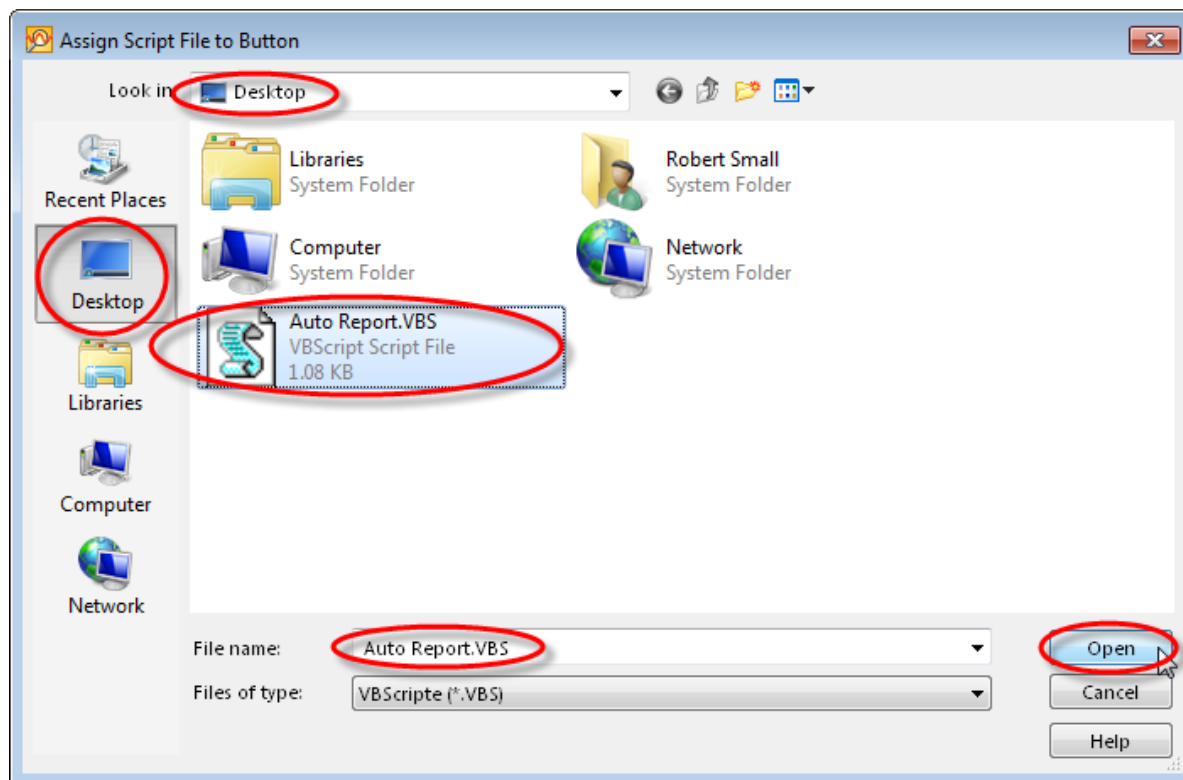 Assign Script File to Button
Look in
Desktop
Recent Places
Desktop
Libraries
Computer
Network
Libraries
System Folder
Robert Small
System Folder
Computer
System Folder
Network
System Folder
Auto Report.VBS
VBScript Script File
1.08 KB
File name:
Auto Report.VBS
Open
Files of type:
VBScripte (*.VBS)
Cancel
Help